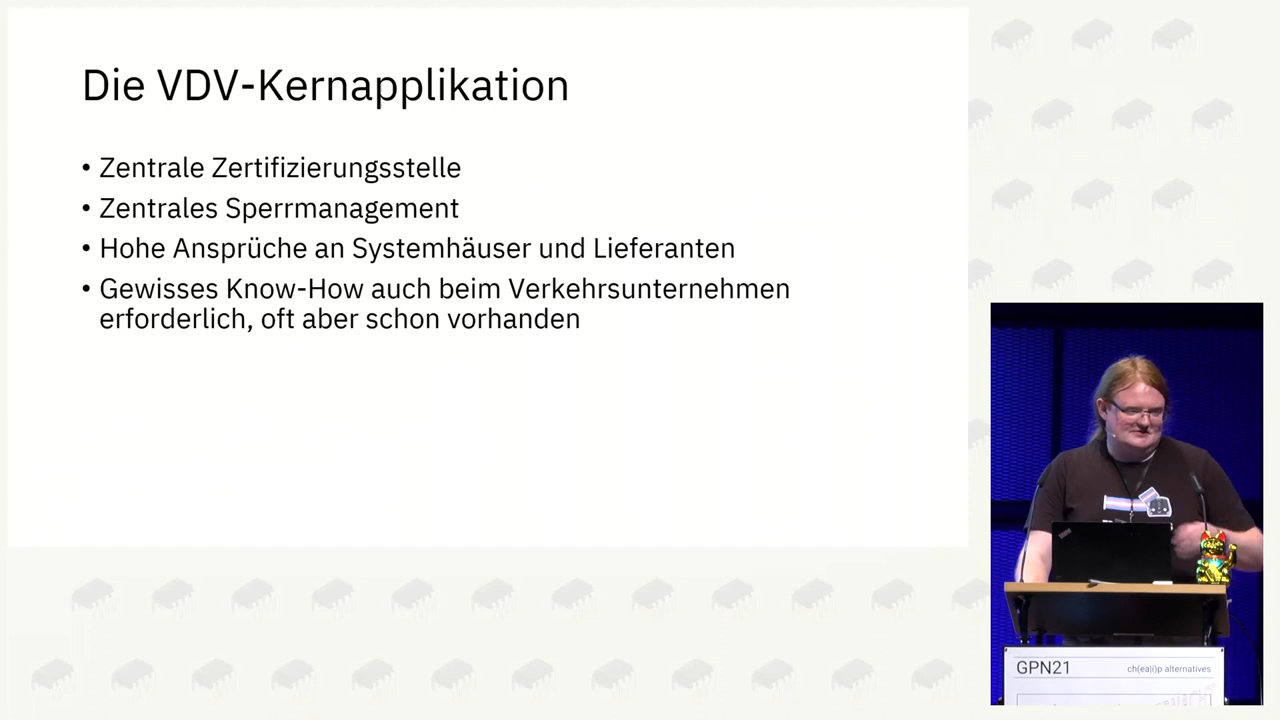 Die VDV-Kernapplikation
• Zentrale Zertifizierungsstelle
• Zentrales Sperrmanagement
• Hohe Ansprüche an Systemhäuser und Lieferanten
• Gewisses Know-How auch beim Verkehrsunternehmen
erforderlich, oft aber schon vorhanden
GPN21
ch(ea|i)p alternatives